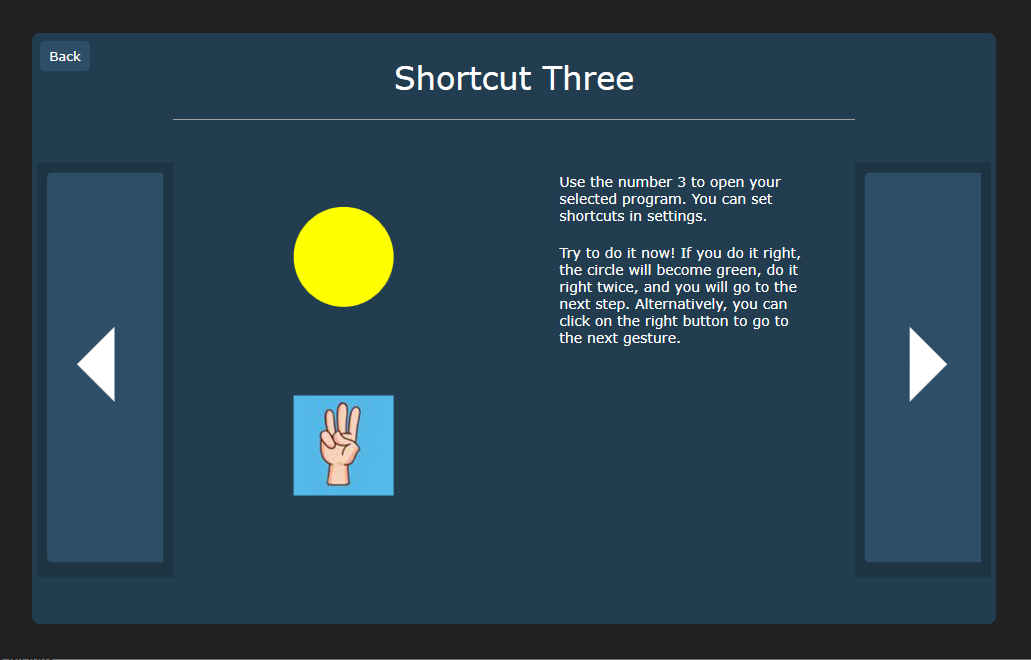 Back
Shortcut Three
Use the number 3 to open your
selected program. You can set
shortcuts in settings.
Try to do it now! If you do it right,
the circle will become green, do it
right twice, and you will go to the
next step. Alternatively, you can
click on the right button to go to
the next gesture.